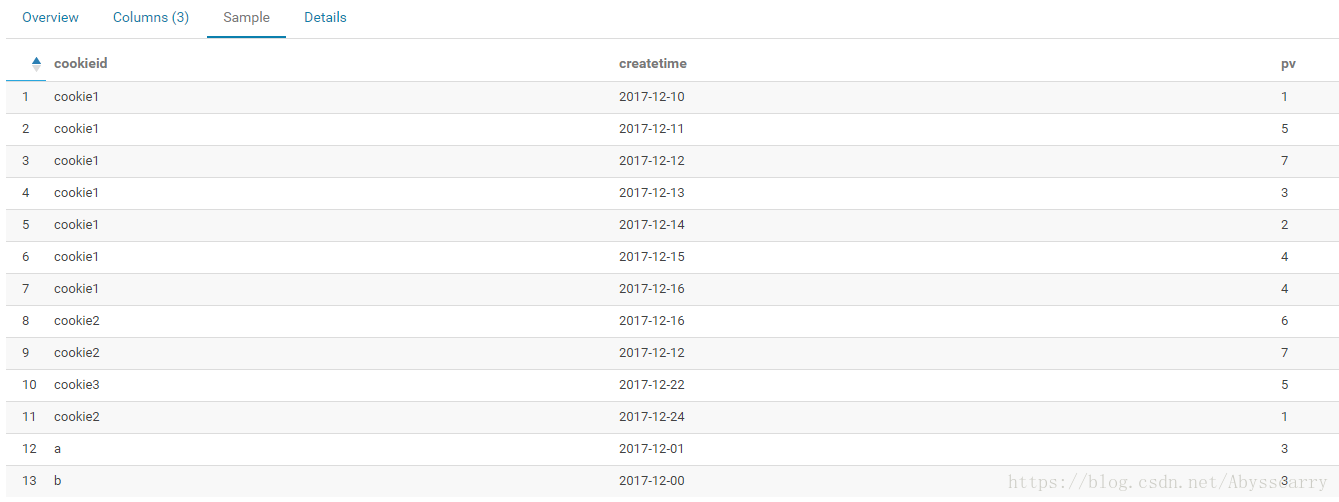 Overview Columns (3) Sample Details
cookieid createtime pv
1 cookie1 2017-12-10 1
2 cookie1 2017-12-11 5
3 cookie1 2017-12-12 7
4 cookie1 2017-12-13 3
5 cookie1 2017-12-14 2
6 cookie1 2017-12-15 4
7 cookie1 2017-12-16 4
8 cookie2 2017-12-16 6
9 cookie2 2017-12-12 7
10 cookie3 2017-12-22 5
11 cookie2 2017-12-24 1
12 a 2017-12-01 3
13 b 2017-12-00 3
https://blog.csdn.net/Abysscarry